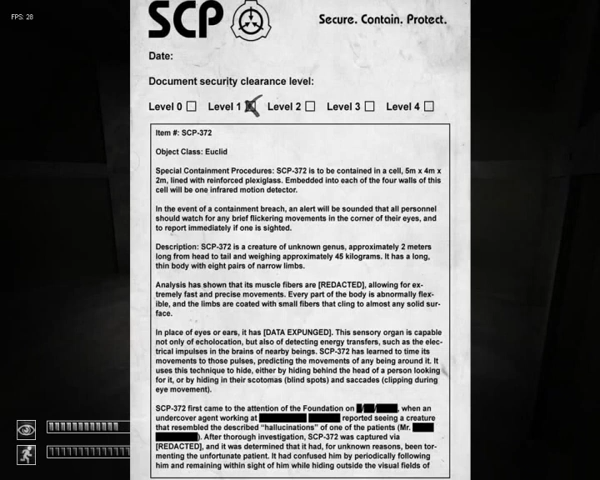 FPS: 28
SCP
Secure. Contain. Protect.
Date:
Document security clearance level:
Level 0 Level 1 Level 2 Level 3 Level 4
Item #: SCP-372
Object Class: Euclid
Special Containment Procedures: SCP-372 is to be contained in a cell, 5m x 4m x
2m, lined with reinforced plexiglass. Embedded into each of the four walls of this
cell will be one infrared motion detector.
In the event of a containment breach, an alert will be sounded that all personnel
should watch for any brief flickering movements in the corner of their eyes, and
to report immediately if one is sighted.
Description: SCP-372 is a creature of unknown genus, approximately 2 meters
long from head to tail and weighing approximately 45 kilograms. It has a long,
thin body with eight pairs of narrow limbs.
Analysis has shown that its muscle fibers are [REDACTED], allowing for ex-
tremely fast and precise movements. Every part of the body is abnormally flex-
ible, and the limbs are coated with small fibers that cling to almost any solid sur-
face.
In place of eyes or ears, it has [DATA EXPUNGED]. This sensory organ is capable
not only of echolocation, but also of detecting energy transfers, such as the elec-
trical impulses in the brains of nearby beings. SCP-372 has learned to time its
movements to those pulses, predicting the movements of any being around it. It
uses this technique to hide, either by hiding behind the head of a person looking
for it, or by hiding in their scotomas (blind spots) and saccades (clipping during
eye movement).
SCP-372 first came to the attention of the Foundation on / / , when an
undercover agent working at reported seeing a creature
that resembled the described "hallucinations" of one of the patients (Mr.
). After thorough investigation, SCP-372 was captured via
[REDACTED], and it was determined that it had, for unknown reasons, been tor-
menting the unfortunate patient. It had confused him by periodically following
him and remaining within sight of him while hiding outside the visual fields of